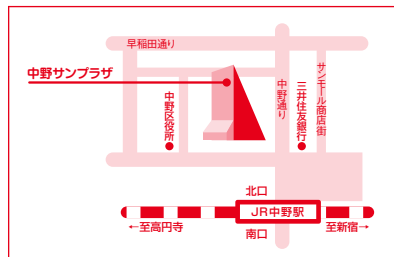 早稲田通り
中野サンプラザ
中野区役所
中野通り
三井住友銀行
サンモール商店街
北口
JR中野駅
←至高円寺
至新宿→
南口